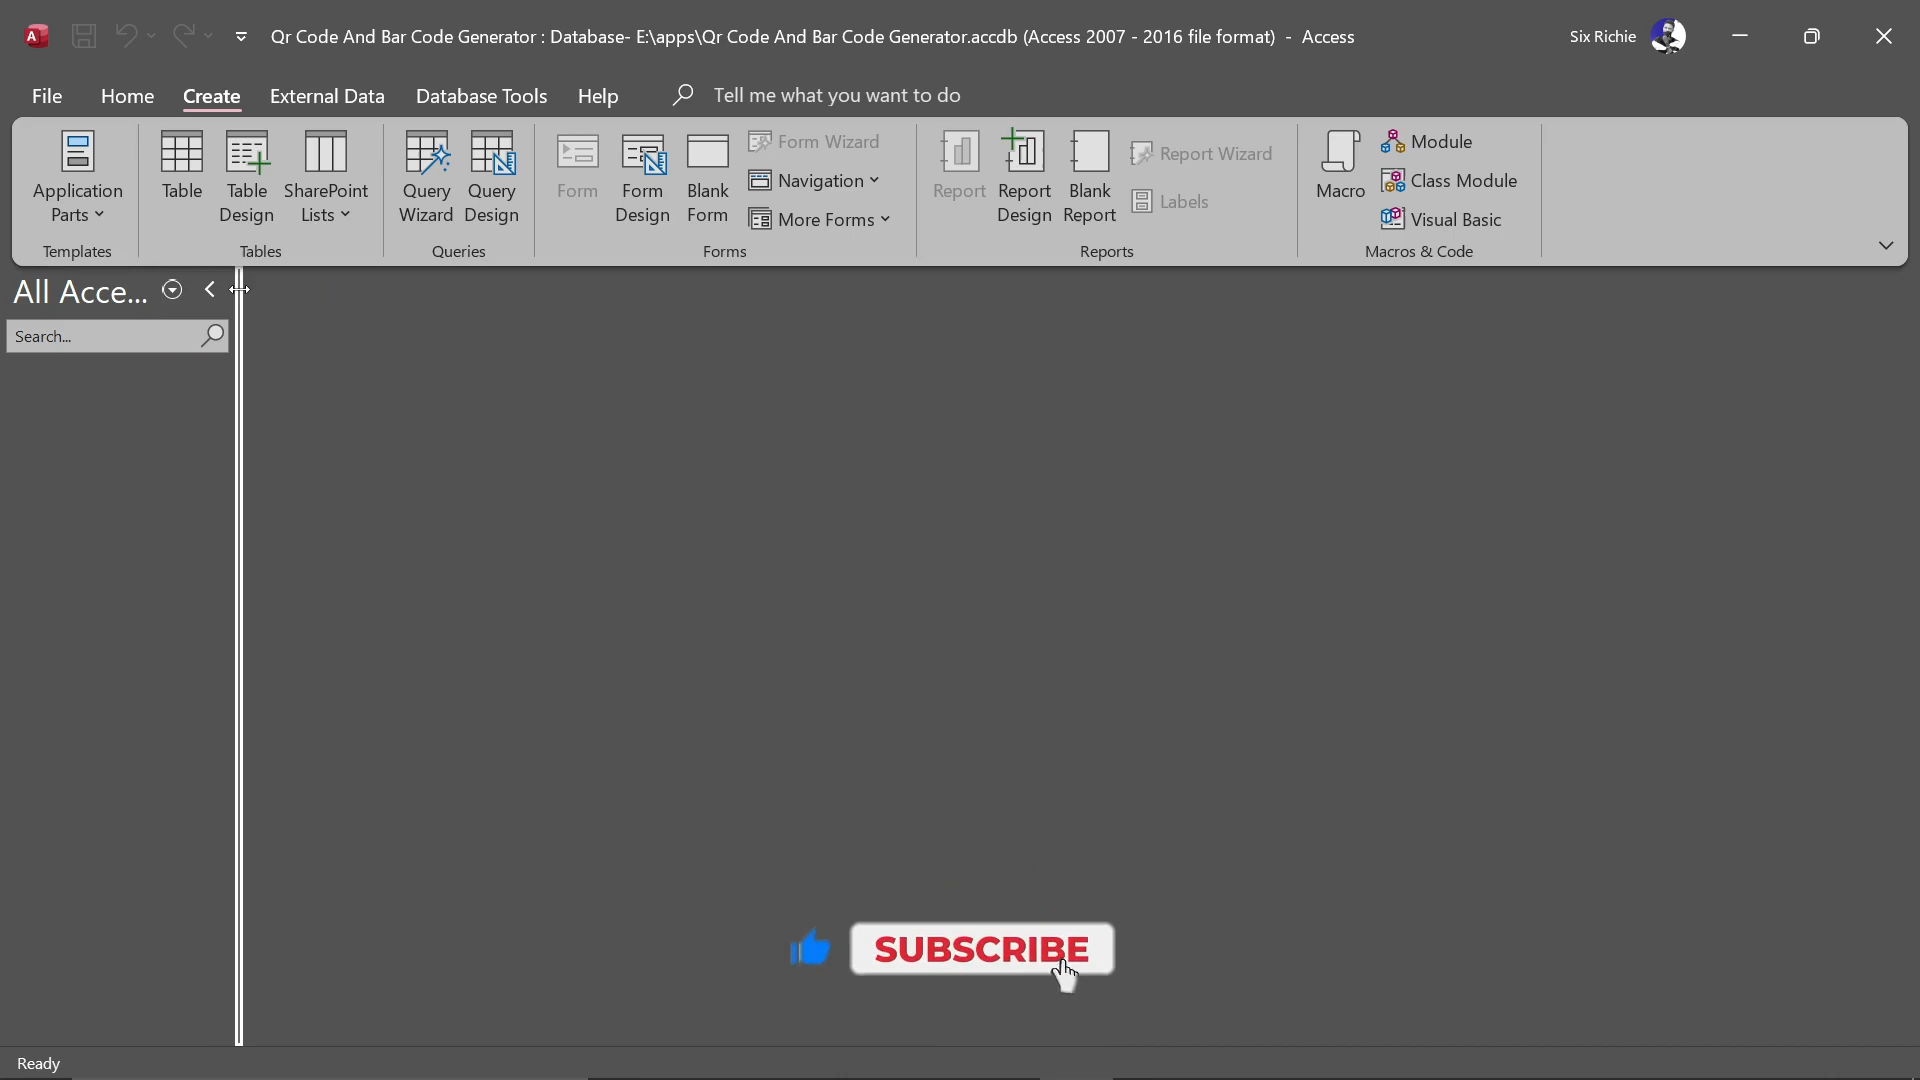 Qr Code And Bar Code Generator : Database- E:\apps\Qr Code And Bar Code Generator.accdb (Access 2007 - 2016 file format) - Access
Six Richie
File Home Create External Data Database Tools Help Tell me what you want to do
Application Parts
Templates
Table
Table Design
SharePoint Lists
Tables
Query Wizard
Query Design
Queries
Form
Form Design
Blank Form
Form Wizard
Navigation
More Forms
Forms
Report
Report Design
Blank Report
Report Wizard
Labels
Reports
Macro
Module
Class Module
Visual Basic
Macros & Code
All Acce...
Search...
SUBSCRIBE
Ready